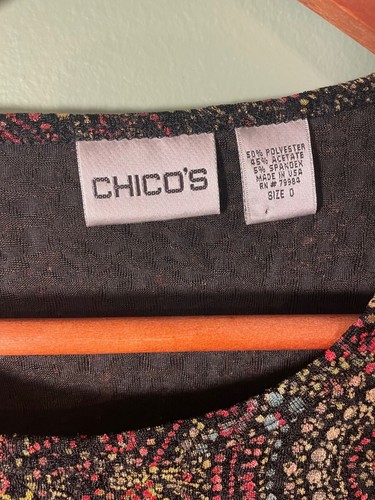 CHICO'S
50% POLYESTER
45% ACETATE
5% SPANDEX
MADE IN USA
RN # 79984
SIZE 0